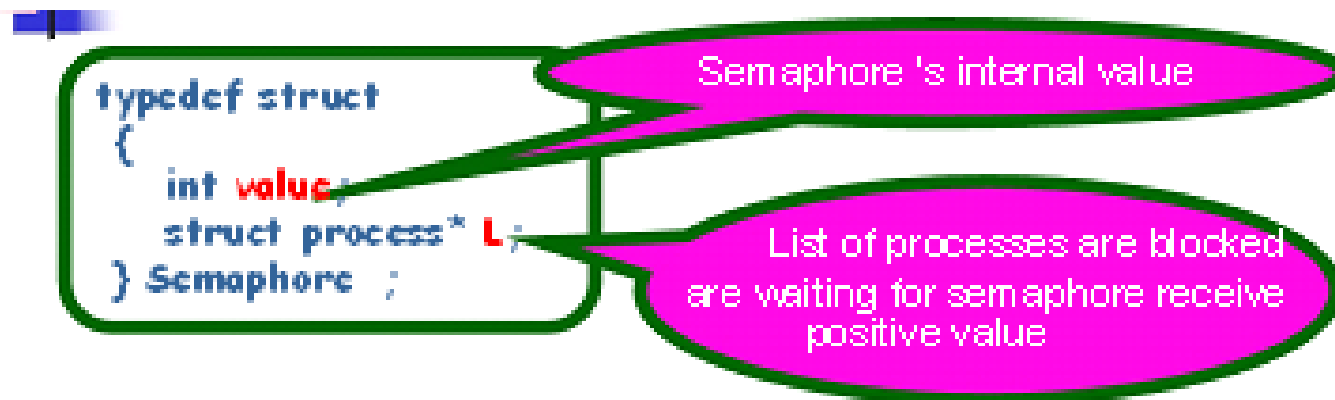 typedef struct
{
int value;
struct process* L;
} Semaphore ;
Semaphore 's internal value
List of processes are blocked
are waiting for semaphore receive
positive value